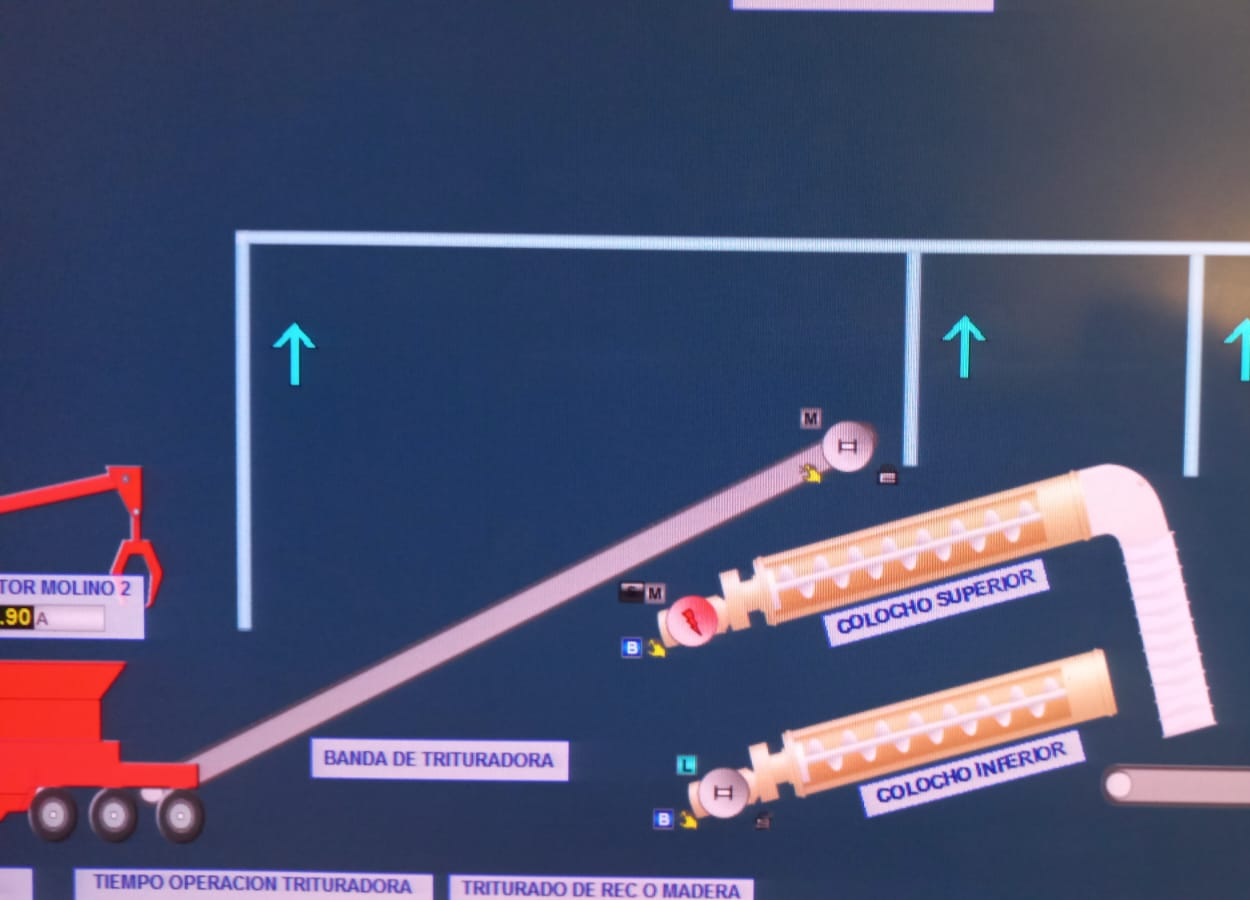 M
TOR MOLINO 2
.90 A
M
COLOCHO SUPERIOR
B
BANDA DE TRITURADORA
L
COLOCHO INFERIOR
B
TIEMPO OPERACION TRITURADORA
TRITURADO DE REC O MADERA